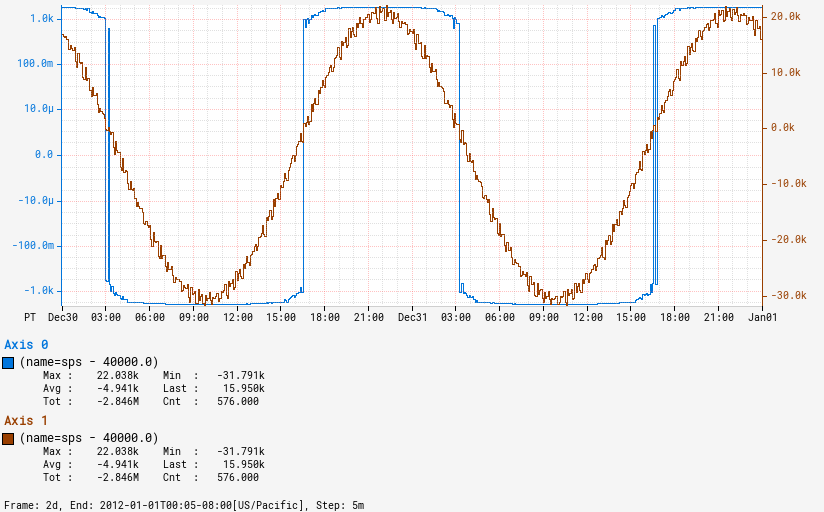 1.0k
100.0m
10.0μ
0.0
-10.0μ
-100.0m
-1.0k
20.0k
10.0k
0.0k
-10.0k
-20.0k
-30.0k
PT Dec30 03:00 06:00 09:00 12:00 15:00 18:00 21:00 Dec31 03:00 06:00 09:00 12:00 15:00 18:00 21:00 Jan01
Axis 0
(name=sps - 40000.0)
Max : 22.038k Min : -31.791k
Avg : -4.941k Last : 15.950k
Tot : -2.846M Cnt : 576.000
Axis 1
(name=sps - 40000.0)
Max : 22.038k Min : -31.791k
Avg : -4.941k Last : 15.950k
Tot : -2.846M Cnt : 576.000
Frame: 2d, End: 2012-01-01T00:05-08:00[US/Pacific], Step: 5m